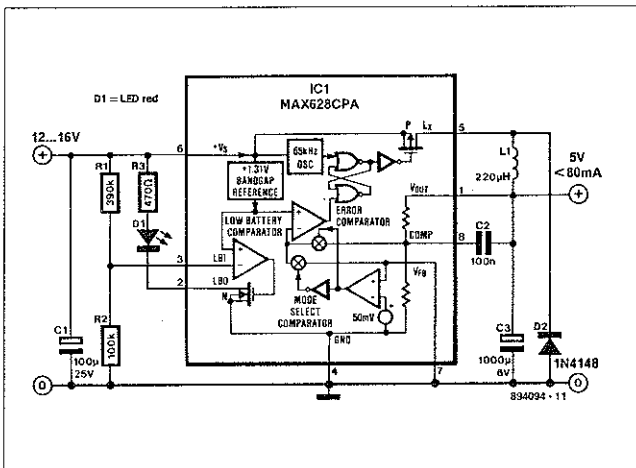 IC1
MAX628CPA
D1 = LED red
12...16V
+
R1
390k
R3
470Ω
D1
6
+VS
+1.31V
BANDGAP
REFERENCE
65kHz
OSC
P
LX
5
L1
220µH
5V
<80mA
+
VOUT
1
ERROR
COMPARATOR
LOW BATTERY
COMPARATOR
COMP
8
C2
100n
3
LBI
2
LBO
N
MODE
SELECT
COMPARATOR
VFB
50mV
GND
4
7
R2
100k
C1
100µ
25V
C3
1000µ
6V
D2
1N4148
0
0
894094 - 11